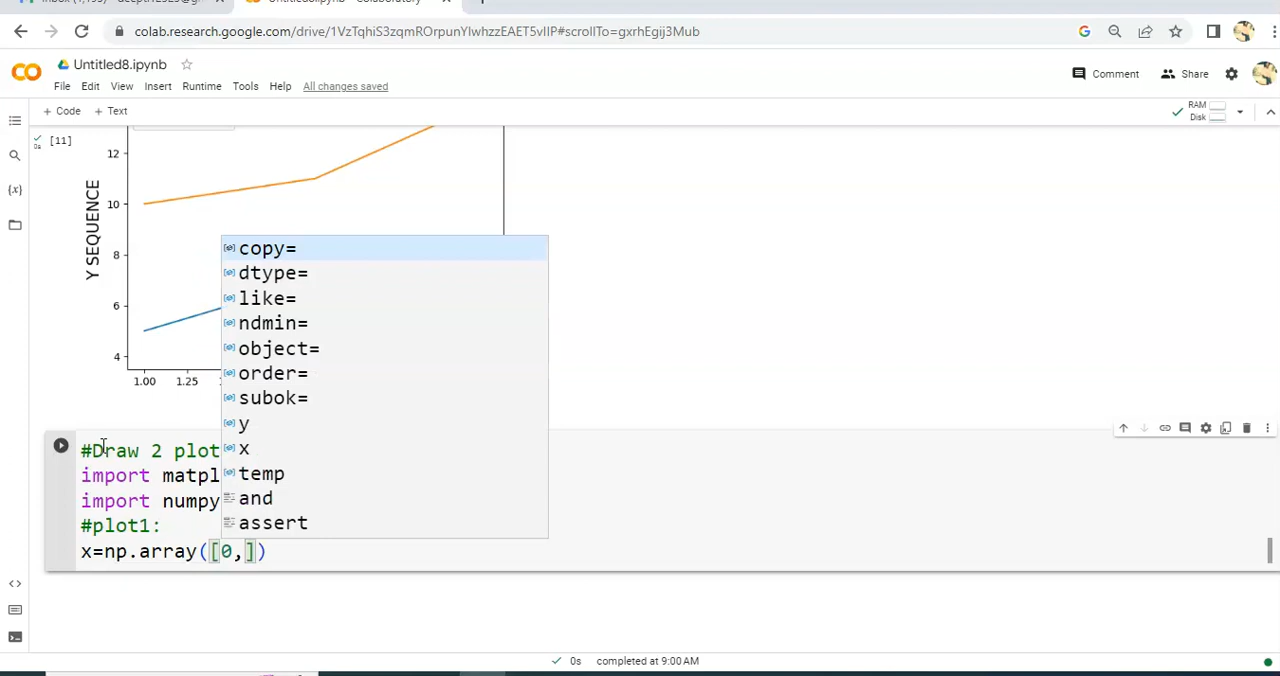 colab.research.google.com/drive/1VzTqhiS3zqmROrpunYlwhzzEAET5vIIP#scrollTo=gxrhEgij3Mub
CO
Untitled8.ipynb
File Edit View Insert Runtime Tools Help All changes saved
Comment Share
+ Code + Text
RAM
Disk
{x}
0s
[11]
12
10
8
6
4
Y SEQUENCE
1.00 1.25
copy=
dtype=
like=
ndmin=
object=
order=
subok=
y
x
temp
and
assert
#Draw 2 plot
import matpl
import numpy
#plot1:
x=np.array([0,])
0s completed at 9:00 AM